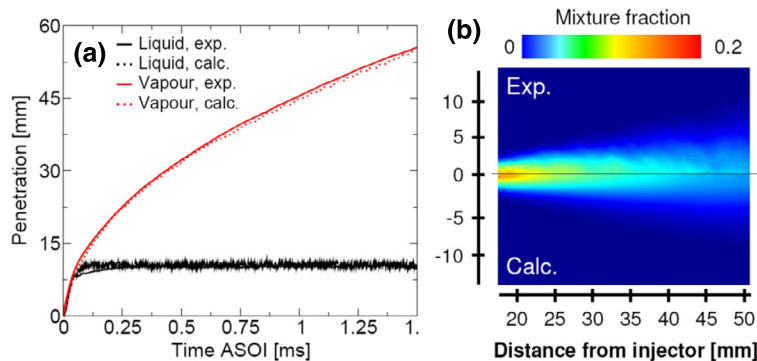 (a)
Liquid, exp.
Liquid, calc.
Vapour, exp.
Vapour, calc.
Penetration [mm]
60
45
30
15
0
0 0.25 0.5 0.75 1 1.25 1.
Time ASOI [ms]
(b)
Mixture fraction
0 0.2
Exp.
10
5
0
-5
-10
Calc.
20 25 30 35 40 45 50
Distance from injector [mm]